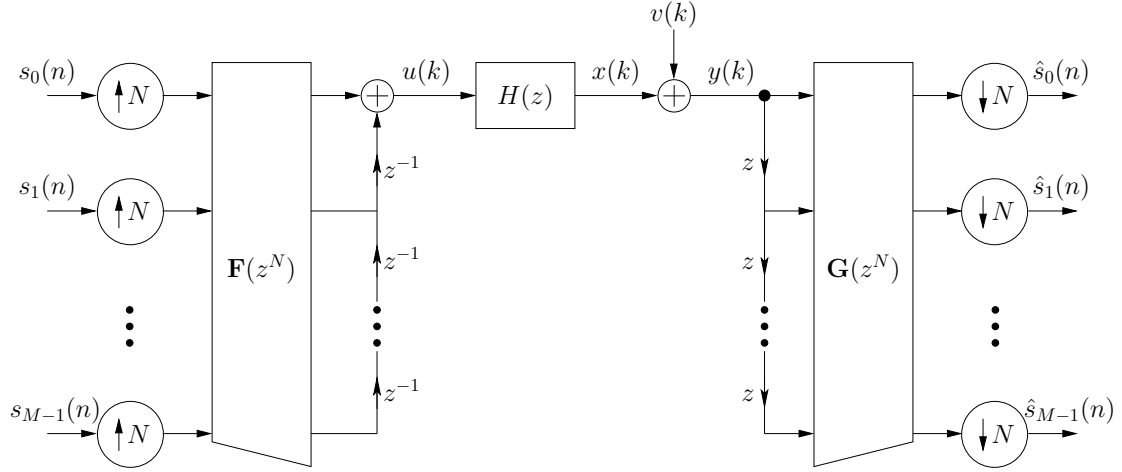 v(k)
s_0(n) ↑N u(k) H(z) x(k) y(k) ↓N ŝ_0(n)
z^{-1} z
s_1(n) ↑N ↓N ŝ_1(n)
z^{-1} z
F(z^N) G(z^N)
z^{-1} z
s_{M−1}(n) ↑N ↓N ŝ_{M−1}(n)